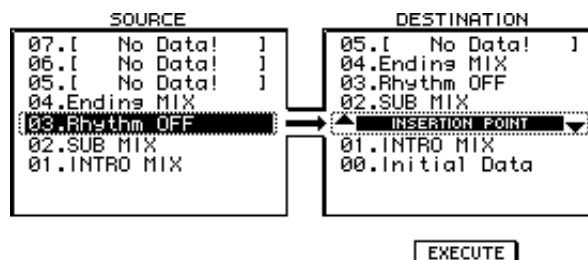 SOURCE
07.[ No Data! ]
06.[ No Data! ]
05.[ No Data! ]
04.Ending MIX
03.Rhythm OFF
02.SUB MIX
01.INTRO MIX
DESTINATION
05.[ No Data! ]
04.Ending MIX
03.Rhythm OFF
02.SUB MIX
INSERTION POINT
01.INTRO MIX
00.Initial Data
EXECUTE